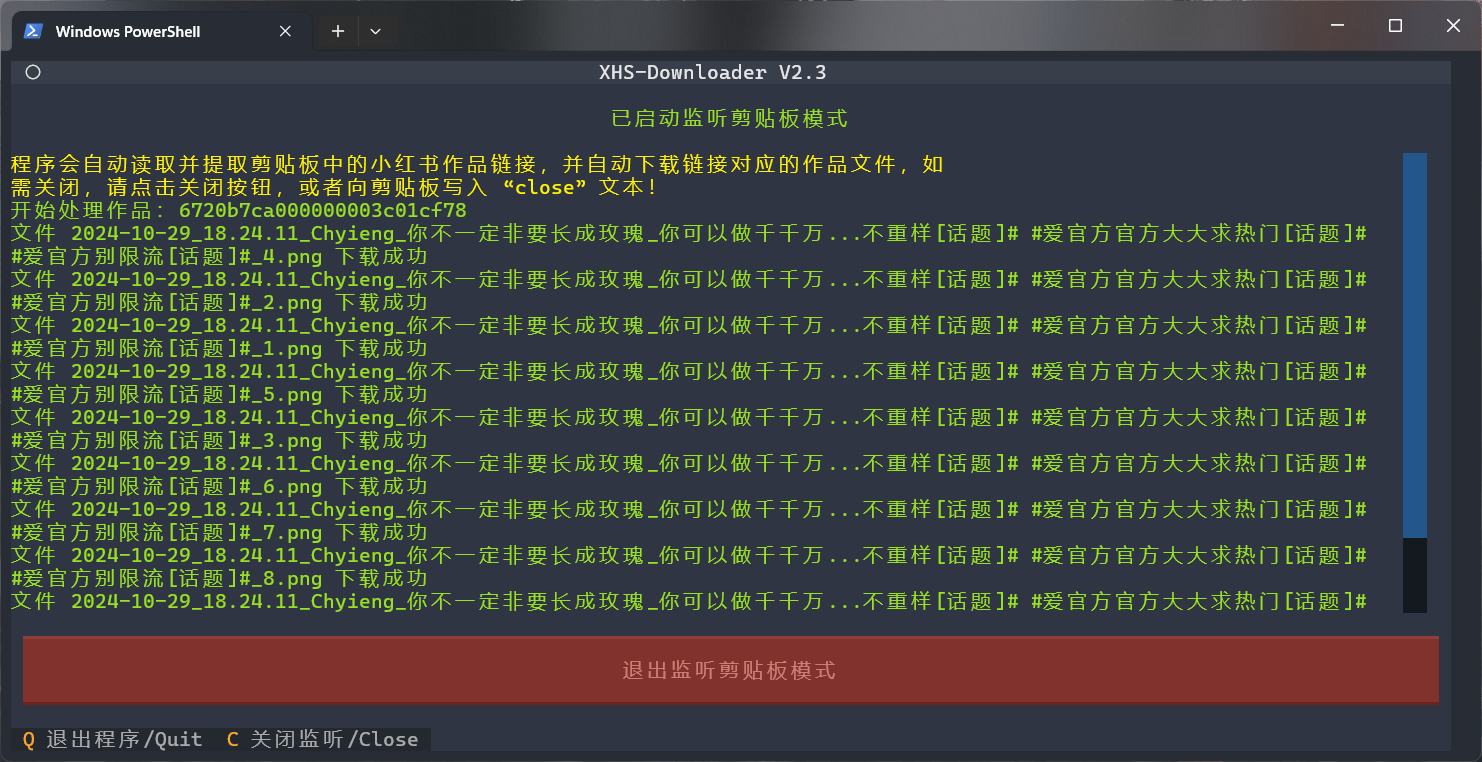 Windows PowerShell
XHS-Downloader V2.3
已启动监听剪贴板模式
程序会自动读取并提取剪贴板中的小红书作品链接，并自动下载链接对应的作品文件，如
需关闭，请点击关闭按钮，或者向剪贴板写入 “close” 文本！
开始处理作品：6720b7ca000000003c01cf78
文件 2024-10-29_18.24.11_Chyieng_你不一定非要长成玫瑰_你可以做千千万...不重样[话题]# #爱官方官方大大求热门[话题]#
#爱官方别限流[话题]#_4.png 下载成功
文件 2024-10-29_18.24.11_Chyieng_你不一定非要长成玫瑰_你可以做千千万...不重样[话题]# #爱官方官方大大求热门[话题]#
#爱官方别限流[话题]#_2.png 下载成功
文件 2024-10-29_18.24.11_Chyieng_你不一定非要长成玫瑰_你可以做千千万...不重样[话题]# #爱官方官方大大求热门[话题]#
#爱官方别限流[话题]#_1.png 下载成功
文件 2024-10-29_18.24.11_Chyieng_你不一定非要长成玫瑰_你可以做千千万...不重样[话题]# #爱官方官方大大求热门[话题]#
#爱官方别限流[话题]#_5.png 下载成功
文件 2024-10-29_18.24.11_Chyieng_你不一定非要长成玫瑰_你可以做千千万...不重样[话题]# #爱官方官方大大求热门[话题]#
#爱官方别限流[话题]#_3.png 下载成功
文件 2024-10-29_18.24.11_Chyieng_你不一定非要长成玫瑰_你可以做千千万...不重样[话题]# #爱官方官方大大求热门[话题]#
#爱官方别限流[话题]#_6.png 下载成功
文件 2024-10-29_18.24.11_Chyieng_你不一定非要长成玫瑰_你可以做千千万...不重样[话题]# #爱官方官方大大求热门[话题]#
#爱官方别限流[话题]#_7.png 下载成功
文件 2024-10-29_18.24.11_Chyieng_你不一定非要长成玫瑰_你可以做千千万...不重样[话题]# #爱官方官方大大求热门[话题]#
#爱官方别限流[话题]#_8.png 下载成功
文件 2024-10-29_18.24.11_Chyieng_你不一定非要长成玫瑰_你可以做千千万...不重样[话题]# #爱官方官方大大求热门[话题]#
退出监听剪贴板模式
Q 退出程序/Quit C 关闭监听/Close